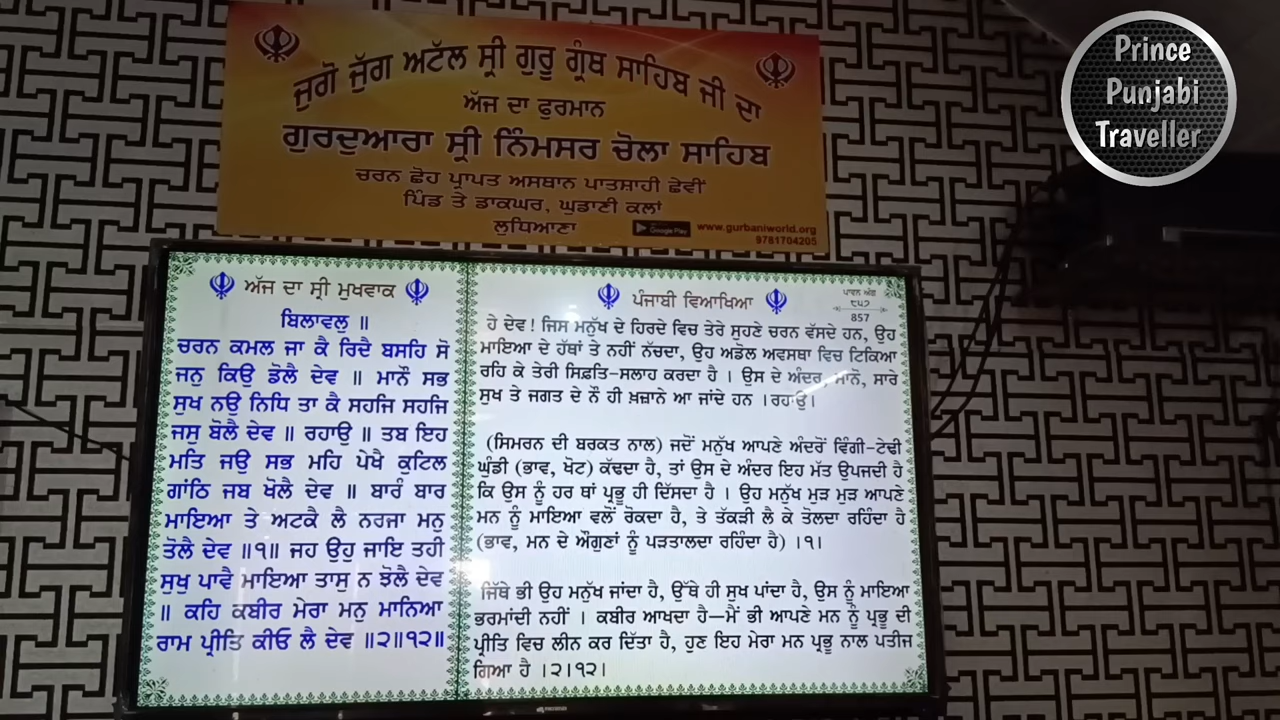 ਜੁਗੋ ਜੁੱਗ ਅਟੱਲ ਸ੍ਰੀ ਗੁਰੂ ਗ੍ਰੰਥ ਸਾਹਿਬ ਜੀ ਦਾ
ਅੱਜ ਦਾ ਫੁਰਮਾਨ
ਗੁਰਦੁਆਰਾ ਸ੍ਰੀ ਨਿੰਮਸਰ ਚੋਲਾ ਸਾਹਿਬ
ਚਰਨ ਛੋਹ ਪ੍ਰਾਪਤ ਅਸਥਾਨ ਪਾਤਸ਼ਾਹੀ ਛੇਵੀਂ
ਪਿੰਡ ਤੇ ਡਾਕਘਰ, ਘੁਡਾਣੀ ਕਲਾਂ
ਲੁਧਿਆਣਾ
Google Play
www.gurbaniworld.org
9781704205
Prince
Punjabi
Traveller
ਅੱਜ ਦਾ ਸ੍ਰੀ ਮੁਖਵਾਕ
ਬਿਲਾਵਲੁ ॥
ਚਰਨ ਕਮਲ ਜਾ ਕੈ ਰਿਦੈ ਬਸਹਿ ਸੋ
ਜਨੁ ਕਿਉ ਡੋਲੈ ਦੇਵ ॥ ਮਾਨੌ ਸਭ
ਸੁਖ ਨਉ ਨਿਧਿ ਤਾ ਕੈ ਸਹਜਿ ਸਹਜਿ
ਜਸੁ ਬੋਲੈ ਦੇਵ ॥ ਰਹਾਉ ॥ ਤਬ ਇਹ
ਮਤਿ ਜਉ ਸਭ ਮਹਿ ਪੇਖੈ ਕੁਟਿਲ
ਗਾਂਠਿ ਜਬ ਖੋਲੈ ਦੇਵ ॥ ਬਾਰੰ ਬਾਰ
ਮਾਇਆ ਤੇ ਅਟਕੈ ਲੈ ਨਰਜਾ ਮਨੁ
ਤੋਲੈ ਦੇਵ ॥੧॥ ਜਹ ਉਹੁ ਜਾਇ ਤਹੀ
ਸੁਖੁ ਪਾਵੈ ਮਾਇਆ ਤਾਸੁ ਨ ਝੋਲੈ ਦੇਵ
॥ ਕਹਿ ਕਬੀਰ ਮੇਰਾ ਮਨੁ ਮਾਨਿਆ
ਰਾਮ ਪ੍ਰੀਤਿ ਕੀਓ ਲੈ ਦੇਵ ॥੨॥੧੨॥
ਪੰਜਾਬੀ ਵਿਆਖਿਆ
ਪਾਵਨ ਅੰਗ
੮੫੭
857
ਹੇ ਦੇਵ! ਜਿਸ ਮਨੁੱਖ ਦੇ ਹਿਰਦੇ ਵਿਚ ਤੇਰੇ ਸੁਹਣੇ ਚਰਨ ਵੱਸਦੇ ਹਨ, ਉਹ
ਮਾਇਆ ਦੇ ਹੱਥਾਂ ਤੇ ਨਹੀਂ ਨੱਚਦਾ, ਉਹ ਅਡੋਲ ਅਵਸਥਾ ਵਿਚ ਟਿਕਿਆ
ਰਹਿ ਕੇ ਤੇਰੀ ਸਿਫ਼ਤਿ-ਸਲਾਹ ਕਰਦਾ ਹੈ । ਉਸ ਦੇ ਅੰਦਰ, ਮਾਨੋ, ਸਾਰੇ
ਸੁਖ ਤੇ ਜਗਤ ਦੇ ਨੌ ਹੀ ਖ਼ਜ਼ਾਨੇ ਆ ਜਾਂਦੇ ਹਨ ।ਰਹਾਉ।
(ਸਿਮਰਨ ਦੀ ਬਰਕਤ ਨਾਲ) ਜਦੋਂ ਮਨੁੱਖ ਆਪਣੇ ਅੰਦਰੋਂ ਵਿੰਗੀ-ਟੇਢੀ
ਘੁੰਡੀ (ਭਾਵ, ਖੋਟ) ਕੱਢਦਾ ਹੈ, ਤਾਂ ਉਸ ਦੇ ਅੰਦਰ ਇਹ ਮੱਤ ਉਪਜਦੀ ਹੈ
ਕਿ ਉਸ ਨੂੰ ਹਰ ਥਾਂ ਪ੍ਰਭੂ ਹੀ ਦਿੱਸਦਾ ਹੈ । ਉਹ ਮਨੁੱਖ ਮੁੜ ਮੁੜ ਆਪਣੇ
ਮਨ ਨੂੰ ਮਾਇਆ ਵਲੋਂ ਰੋਕਦਾ ਹੈ, ਤੇ ਤੱਕੜੀ ਲੈ ਕੇ ਤੋਲਦਾ ਰਹਿੰਦਾ ਹੈ
(ਭਾਵ, ਮਨ ਦੇ ਔਗੁਣਾਂ ਨੂੰ ਪੜਤਾਲਦਾ ਰਹਿੰਦਾ ਹੈ) ।੧।
ਜਿੱਥੇ ਭੀ ਉਹ ਮਨੁੱਖ ਜਾਂਦਾ ਹੈ, ਉੱਥੇ ਹੀ ਸੁਖ ਪਾਂਦਾ ਹੈ, ਉਸ ਨੂੰ ਮਾਇਆ
ਭਰਮਾਂਦੀ ਨਹੀਂ । ਕਬੀਰ ਆਖਦਾ ਹੈ—ਮੈਂ ਭੀ ਆਪਣੇ ਮਨ ਨੂੰ ਪ੍ਰਭੂ ਦੀ
ਪ੍ਰੀਤਿ ਵਿਚ ਲੀਨ ਕਰ ਦਿੱਤਾ ਹੈ, ਹੁਣ ਇਹ ਮੇਰਾ ਮਨ ਪ੍ਰਭੂ ਨਾਲ ਪਤੀਜ
ਗਿਆ ਹੈ ।੨।੧੨।